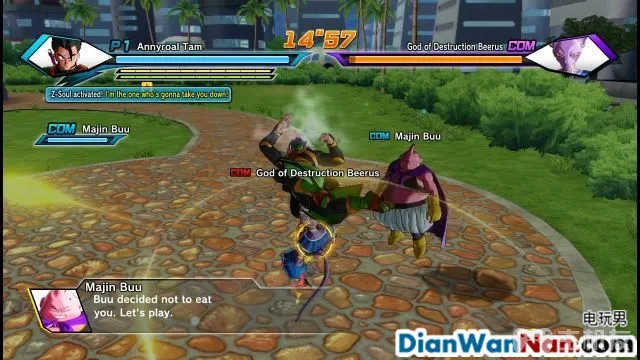 P1 Annyroal Tam
14"57
God of Destruction Beerus COM
Z-Soul activated! I'm the one who's gonna take you down!
COM Majin Buu
COM Majin Buu
COM God of Destruction Beerus
Majin Buu
Buu decided not to eat
you. Let's play.
电玩男
DianWanNan.com